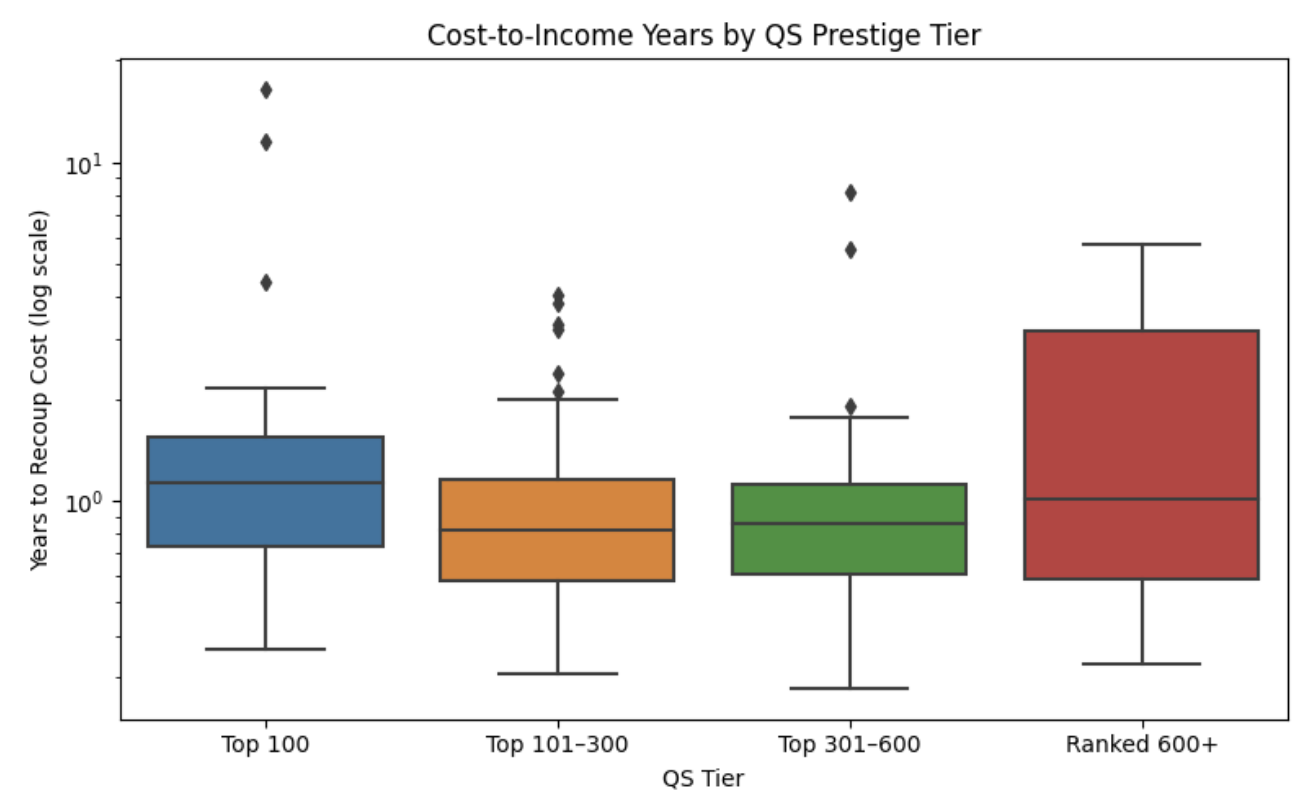 Cost-to-Income Years by QS Prestige Tier
Years to Recoup Cost (log scale)
10¹
10⁰
Top 100
Top 101–300
Top 301–600
Ranked 600+
QS Tier